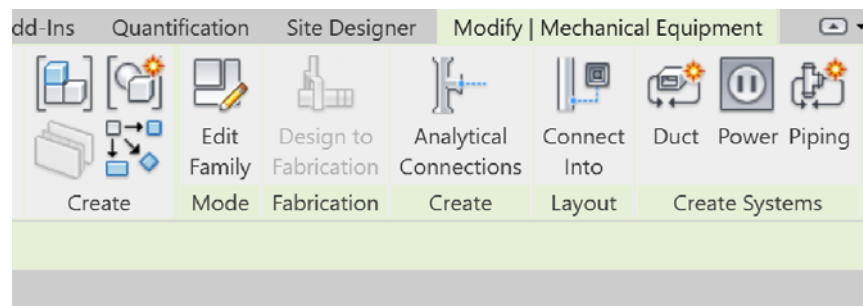 dd-Ins Quantification Site Designer Modify | Mechanical Equipment
Edit Design to Analytical Connect Duct Power Piping
Family Fabrication Connections Into
Create Mode Fabrication Create Layout Create Systems